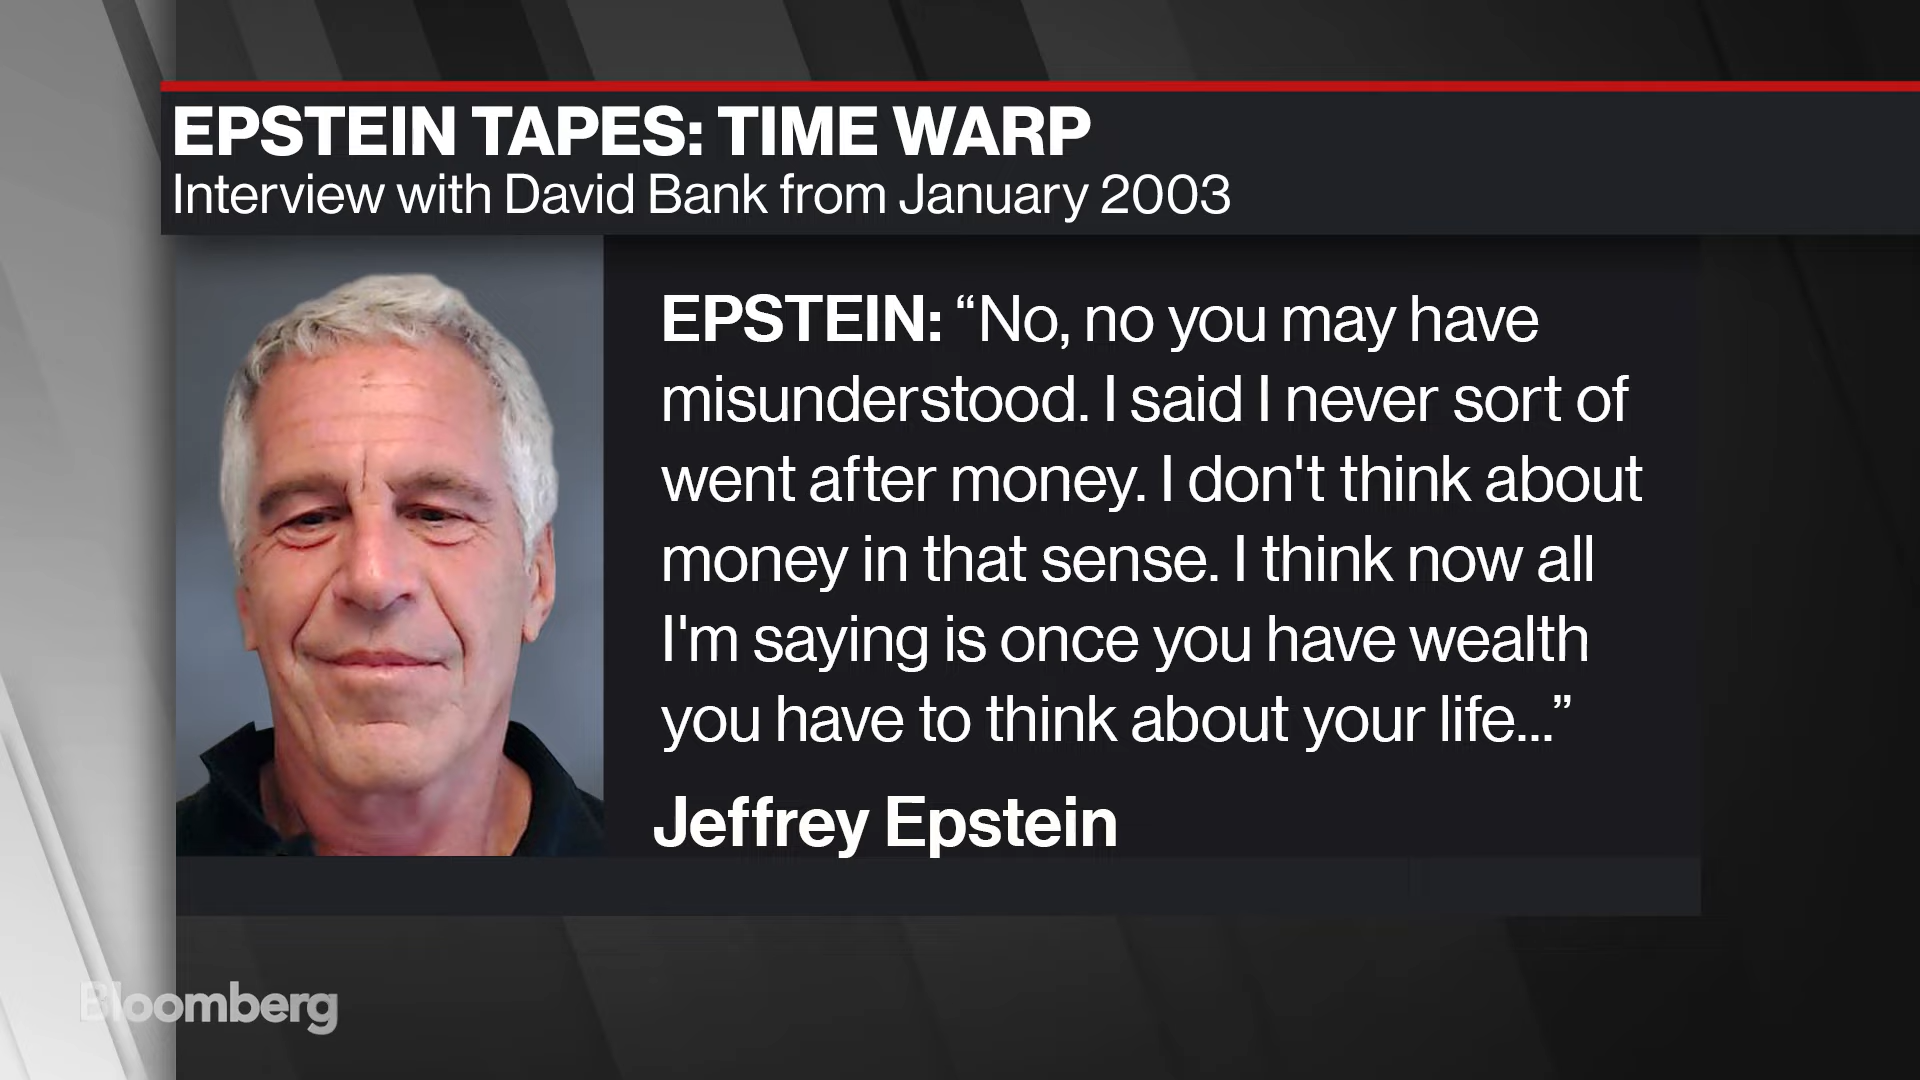 EPSTEIN TAPES: TIME WARP
Interview with David Bank from January 2003
EPSTEIN: “No, no you may have
misunderstood. I said I never sort of
went after money. I don't think about
money in that sense. I think now all
I'm saying is once you have wealth
you have to think about your life...”
Jeffrey Epstein
Bloomberg